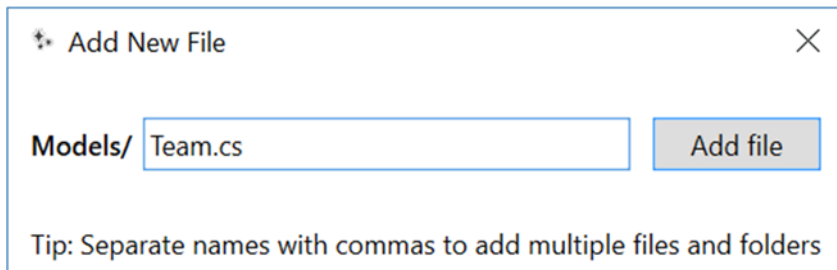 Add New File
Models/ Team.cs Add file
Tip: Separate names with commas to add multiple files and folders